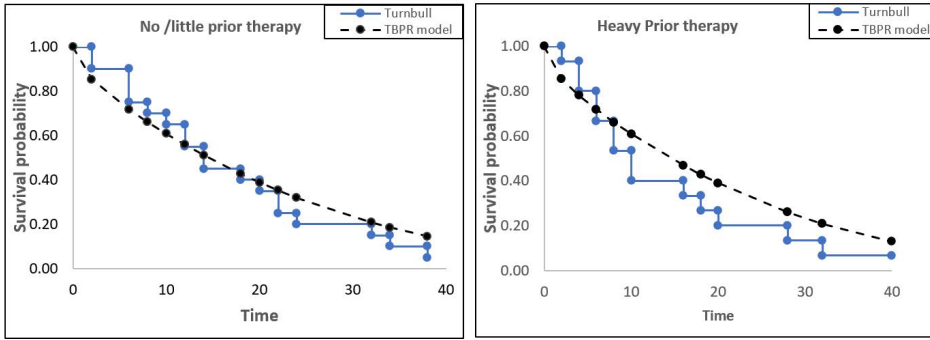 No /little prior therapy
Turnbull
TBPR model
1.00
0.80
0.60
0.40
0.20
0.00
Survival probability
0
10
20
30
40
Time
Heavy Prior therapy
Turnbull
TBPR model
1.00
0.80
0.60
0.40
0.20
0.00
Survival probability
0
10
20
30
40
Time